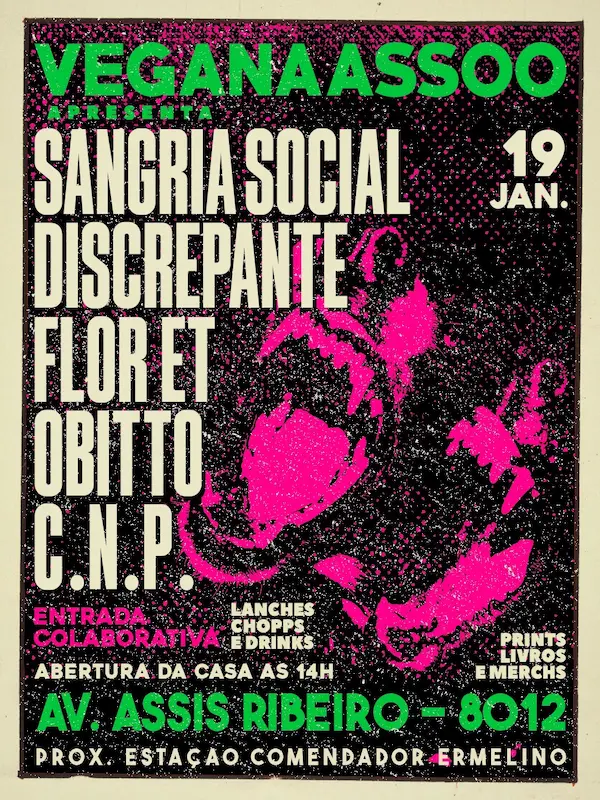 VEGANAASSOO
APRESENTA
SANGRIA SOCIAL
DISCREPANTE
FLOR ET
OBITTO
C.N.P.
19
JAN.
ENTRADA
COLABORATIVA
LANCHES
CHOPPS
E DRINKS
PRINTS
LIVROS
E MERCHS
ABERTURA DA CASA AS 14H
AV. ASSIS RIBEIRO - 8012
PROX. ESTAÇAO COMENDADOR ERMELINO